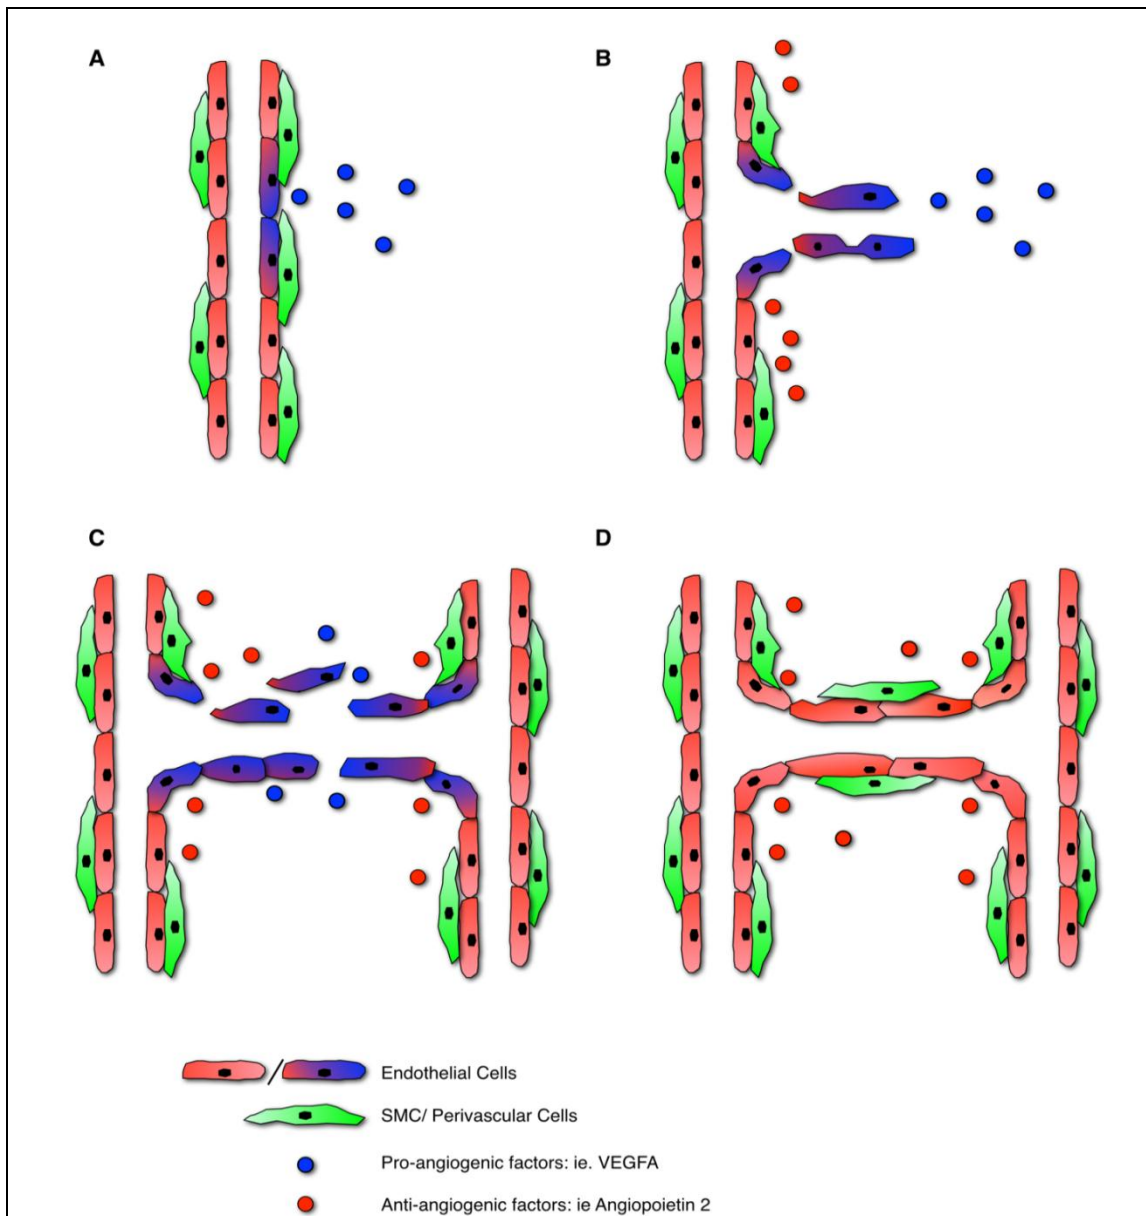 A
B
C
D
Endothelial Cells
SMC/ Perivascular Cells
Pro-angiogenic factors: ie. VEGFA
Anti-angiogenic factors: ie Angiopoietin 2